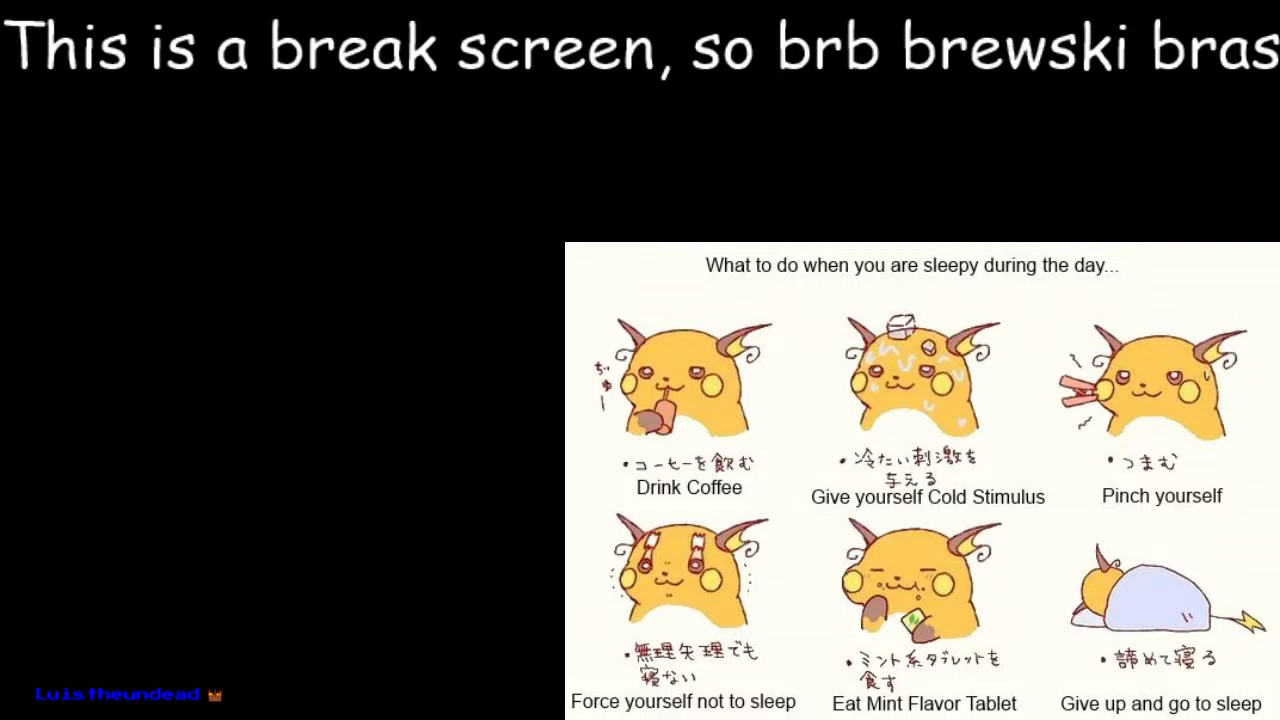 This is a break screen, so brb brewski bras
What to do when you are sleepy during the day...
ぢゅー
・コーヒーを飲む
Drink Coffee
・冷たい刺激を
与える
Give yourself Cold Stimulus
・つまむ
Pinch yourself
・無理矢理でも
寝ない
Force yourself not to sleep
・ミント系タブレットを
食す
Eat Mint Flavor Tablet
・諦めて寝る
Give up and go to sleep
Luistheundead